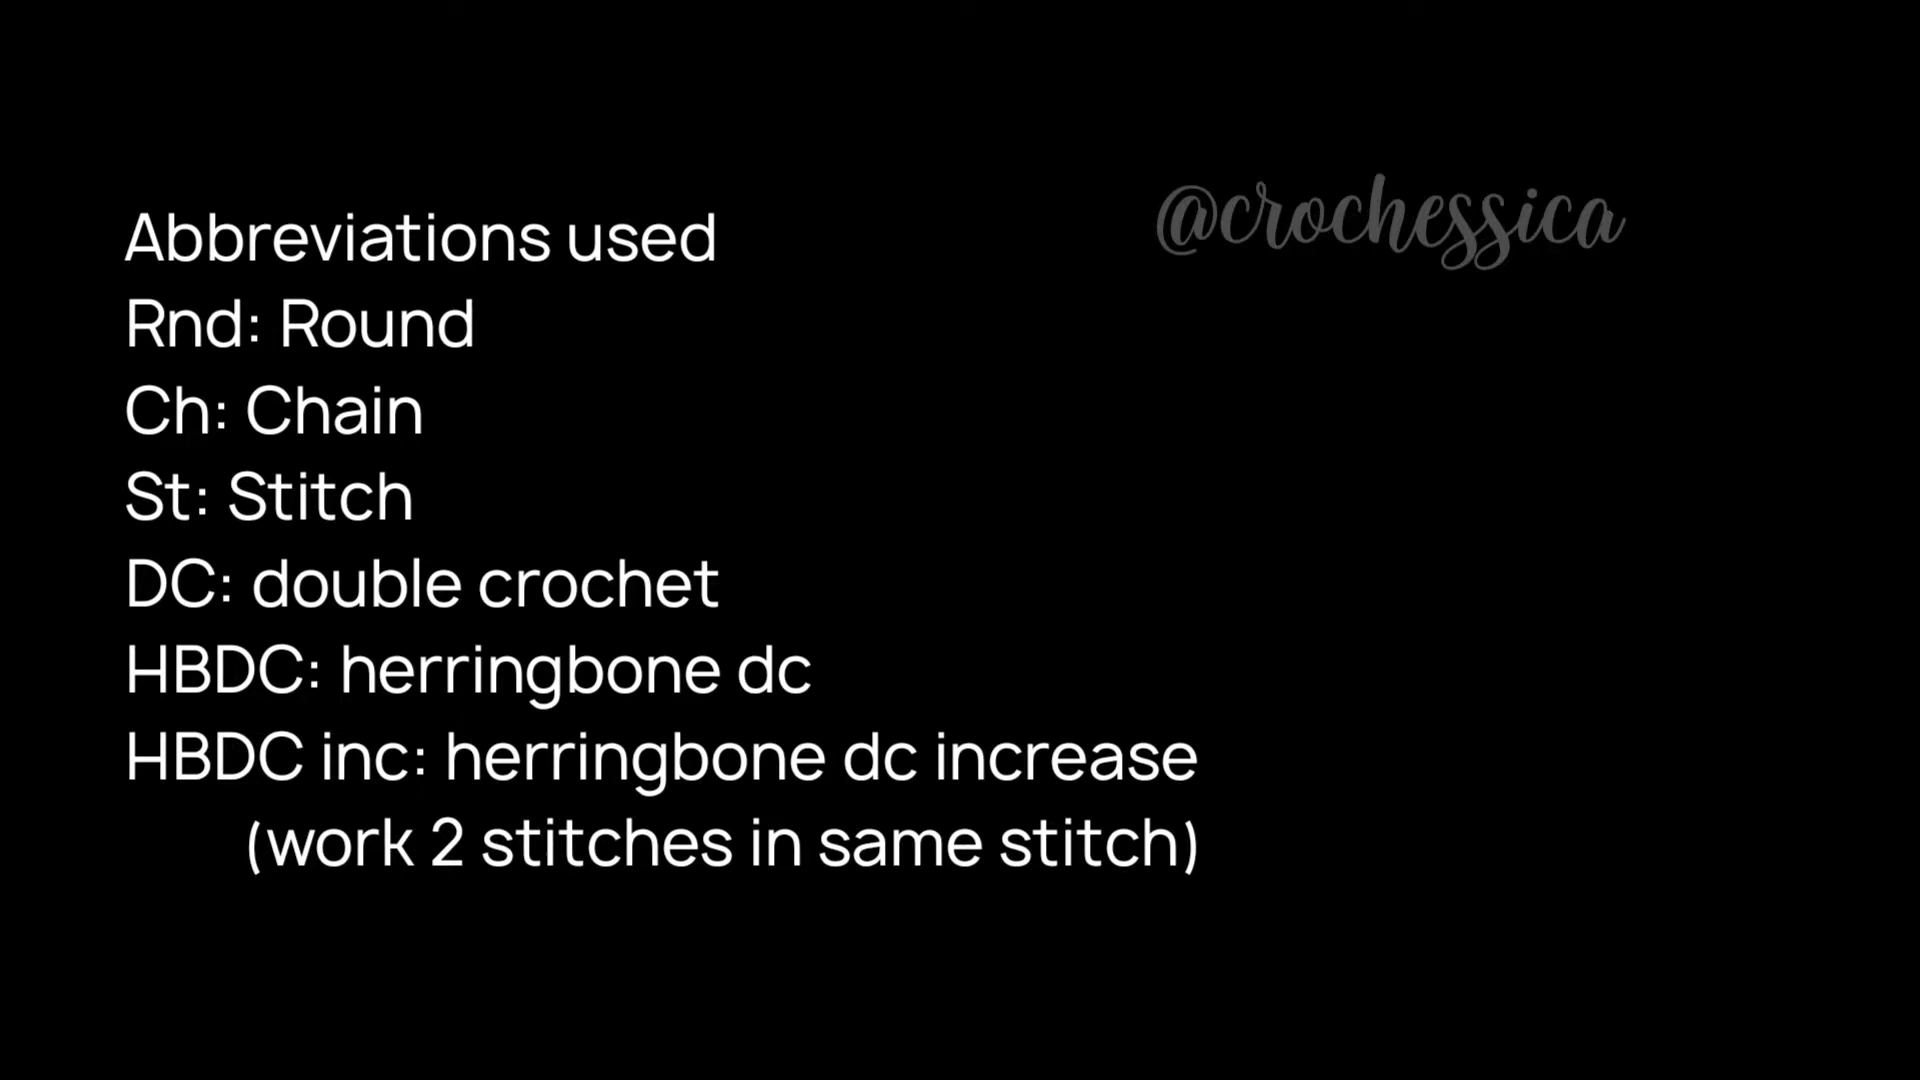 Abbreviations used
@crochessica
Rnd: Round
Ch: Chain
St: Stitch
DC: double crochet
HBDC: herringbone dc
HBDC inc: herringbone dc increase
(work 2 stitches in same stitch)